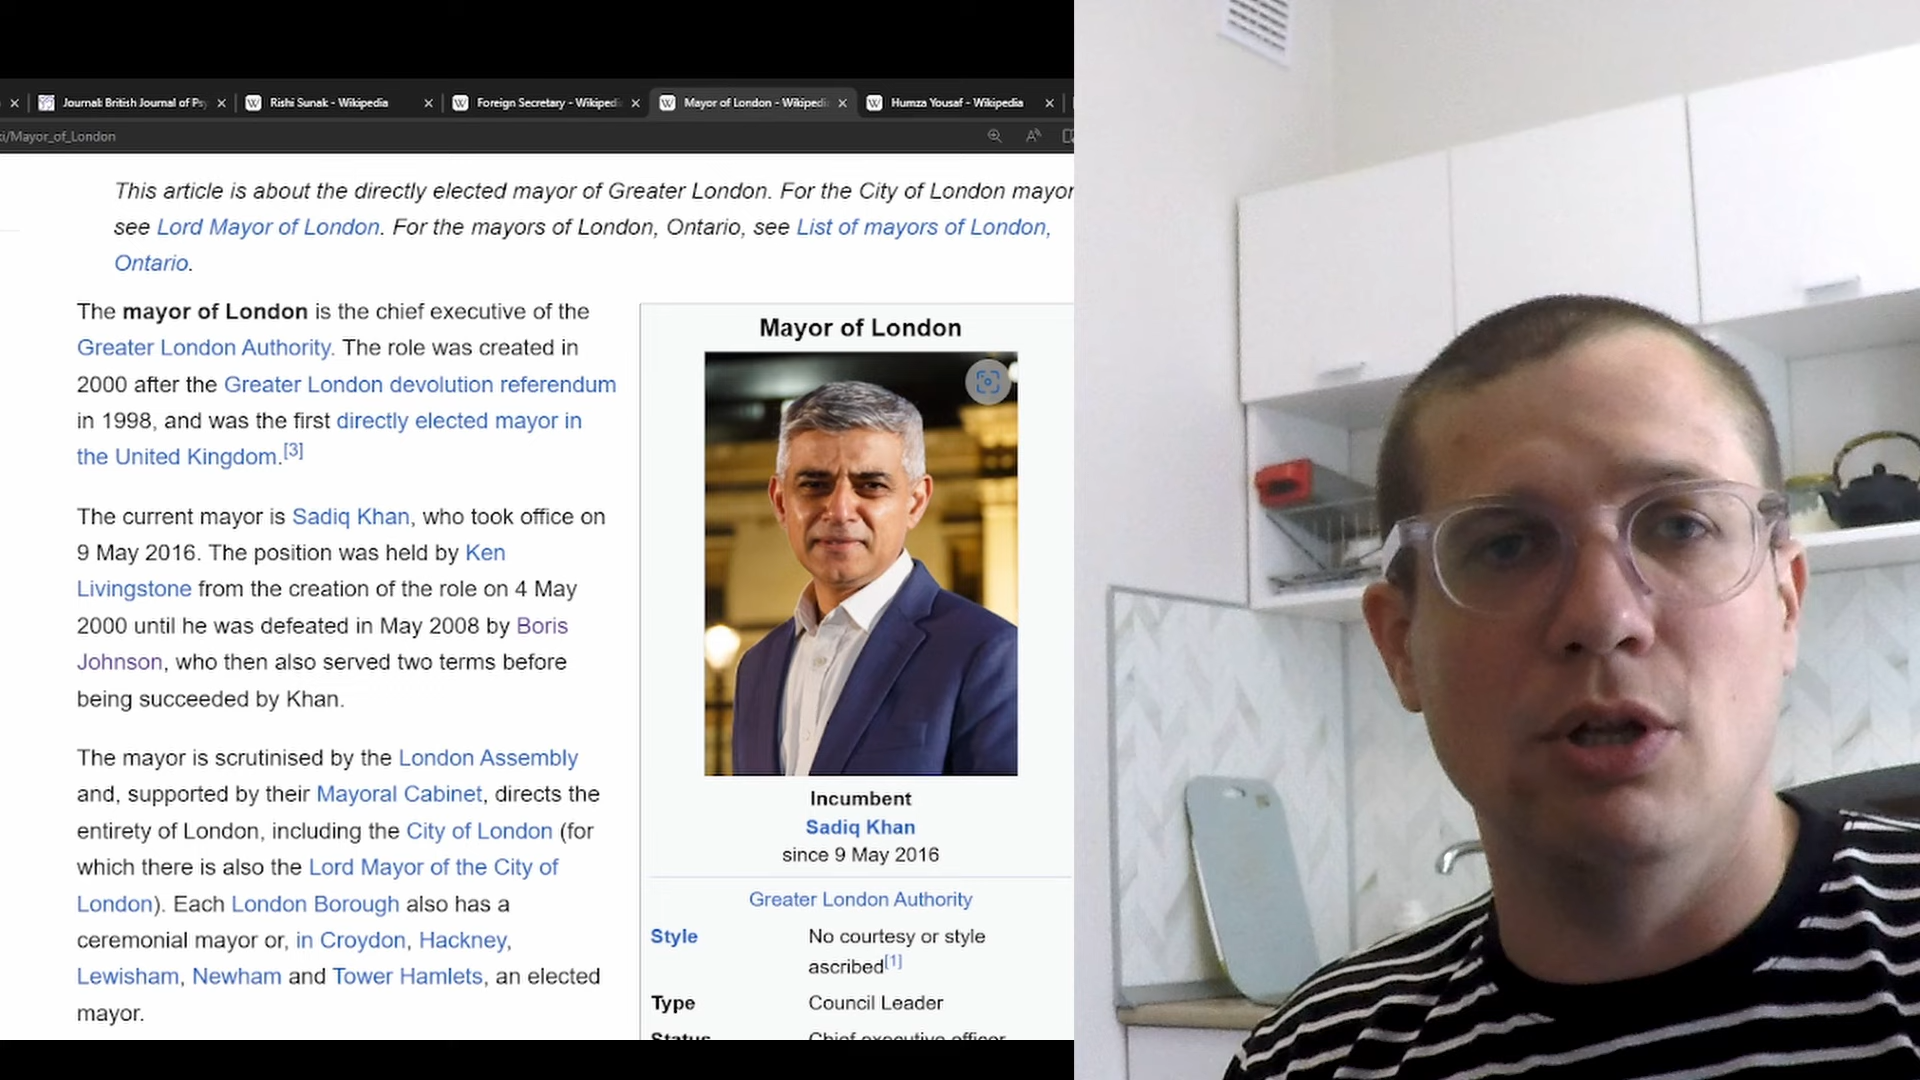 Journal: British Journal of Ps
Rishi Sunak - Wikipedia
Foreign Secretary - Wikipedi
Mayor of London - Wikipedi
Humza Yousaf - Wikipedia
i/Mayor_of_London
This article is about the directly elected mayor of Greater London. For the City of London mayor
see Lord Mayor of London. For the mayors of London, Ontario, see List of mayors of London,
Ontario.
The mayor of London is the chief executive of the
Greater London Authority. The role was created in
2000 after the Greater London devolution referendum
in 1998, and was the first directly elected mayor in
the United Kingdom.[3]
The current mayor is Sadiq Khan, who took office on
9 May 2016. The position was held by Ken
Livingstone from the creation of the role on 4 May
2000 until he was defeated in May 2008 by Boris
Johnson, who then also served two terms before
being succeeded by Khan.
The mayor is scrutinised by the London Assembly
and, supported by their Mayoral Cabinet, directs the
entirety of London, including the City of London (for
which there is also the Lord Mayor of the City of
London). Each London Borough also has a
ceremonial mayor or, in Croydon, Hackney,
Lewisham, Newham and Tower Hamlets, an elected
mayor.
Mayor of London
Incumbent
Sadiq Khan
since 9 May 2016
Greater London Authority
Style No courtesy or style
ascribed[1]
Type Council Leader
Status Chief executive officer